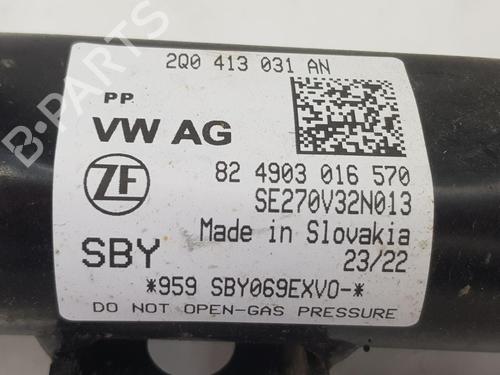 2Q0 413 031 AN
PP
VW AG
ZF
82 4903 016 570
SE270V32N013
Made in Slovakia
SBY
23/22
*959 SBY069EXVO-*
DO NOT OPEN-GAS PRESSURE
B-PARTS